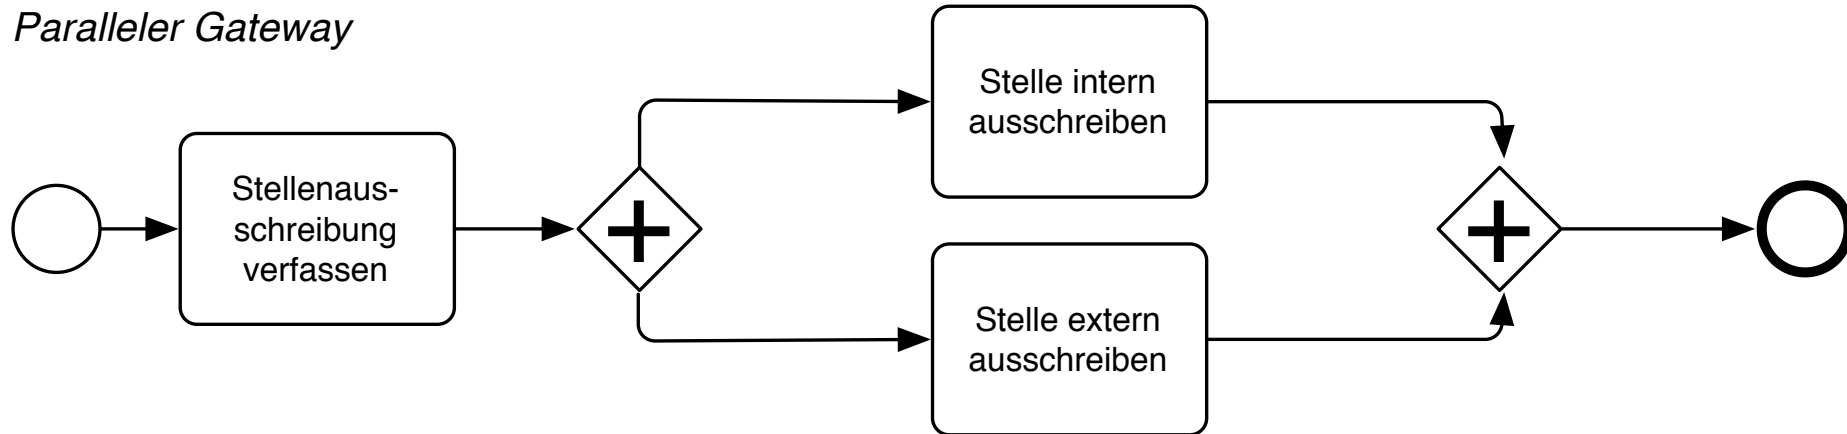 Paralleler Gateway
Stelle intern
ausschreiben
Stellenaus-
schreibung
verfassen
Stelle extern
ausschreiben